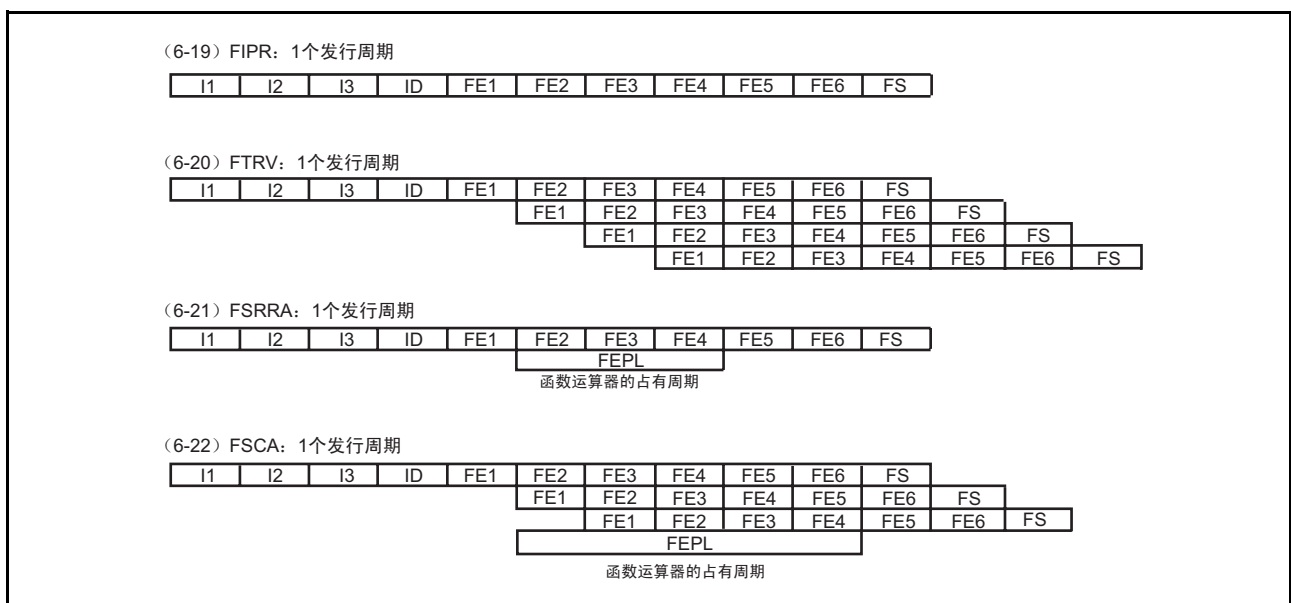 （6-19）FIPR：1个发行周期
I1 I2 I3 ID FE1 FE2 FE3 FE4 FE5 FE6 FS
（6-20）FTRV：1个发行周期
I1 I2 I3 ID FE1 FE2 FE3 FE4 FE5 FE6 FS
FE1 FE2 FE3 FE4 FE5 FE6 FS
FE1 FE2 FE3 FE4 FE5 FE6 FS
FE1 FE2 FE3 FE4 FE5 FE6 FS
（6-21）FSRRA：1个发行周期
I1 I2 I3 ID FE1 FE2 FE3 FE4 FE5 FE6 FS
FEPL
函数运算器的占有周期
（6-22）FSCA：1个发行周期
I1 I2 I3 ID FE1 FE2 FE3 FE4 FE5 FE6 FS
FE1 FE2 FE3 FE4 FE5 FE6 FS
FE1 FE2 FE3 FE4 FE5 FE6 FS
FEPL
函数运算器的占有周期